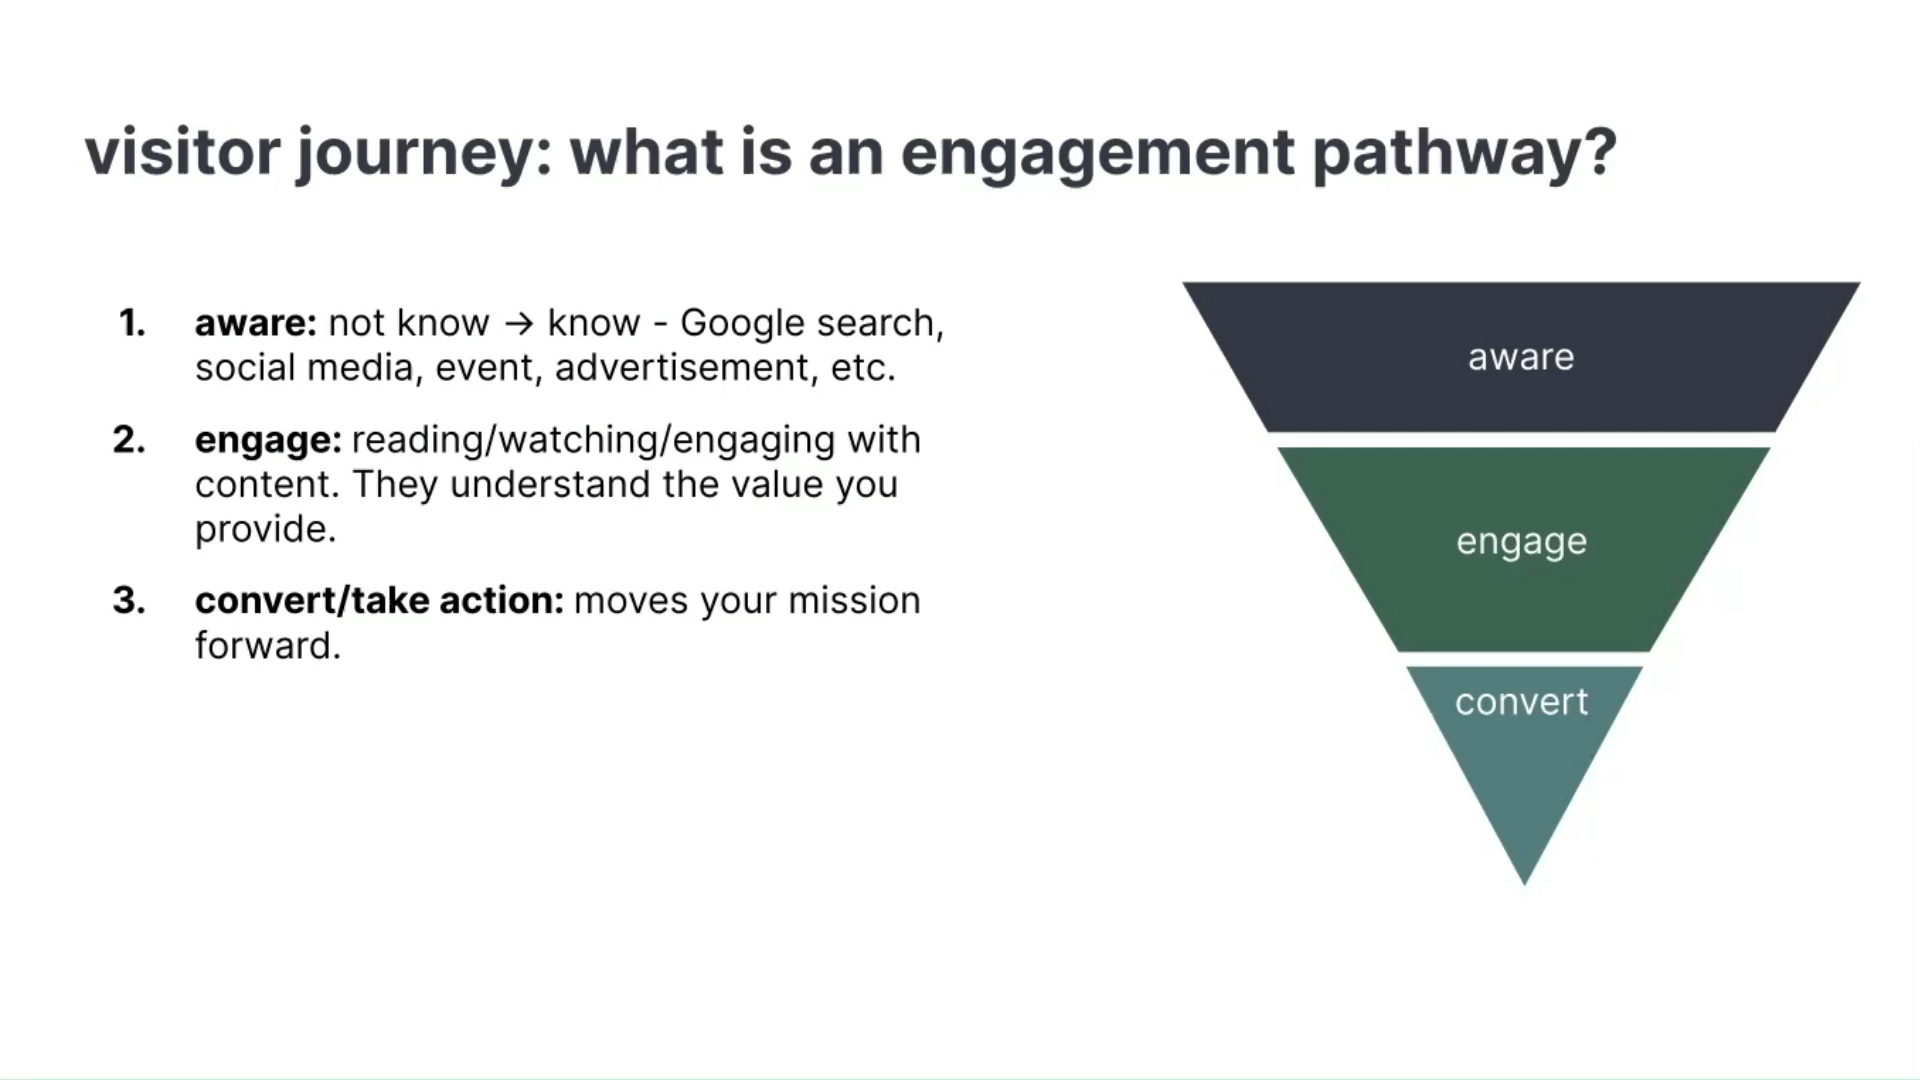 visitor journey: what is an engagement pathway?
1. aware: not know → know - Google search,
social media, event, advertisement, etc.
2. engage: reading/watching/engaging with
content. They understand the value you
provide.
3. convert/take action: moves your mission
forward.
aware
engage
convert